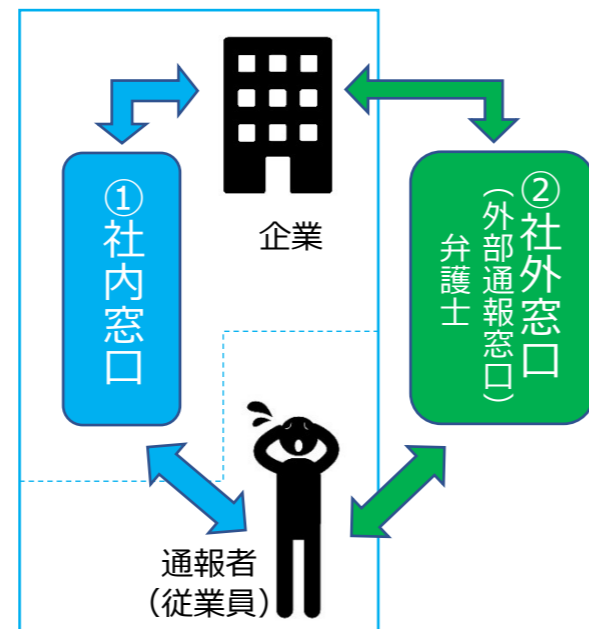 企業
①社内窓口
②社外窓口
（外部通報窓口）
弁護士
通報者
（従業員）